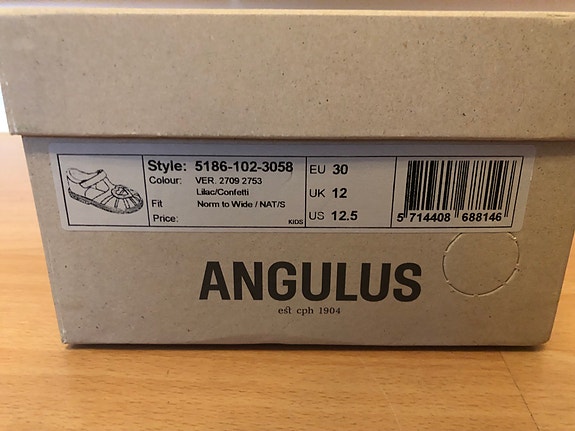 Style: 5186-102-3058
Colour: VER. 2709 2753
Lilac/Confetti
Fit Norm to Wide / NAT/S
Price:
KIDS
EU 30
UK 12
US 12.5
5 714408 688146
ANGULUS
est cph 1904